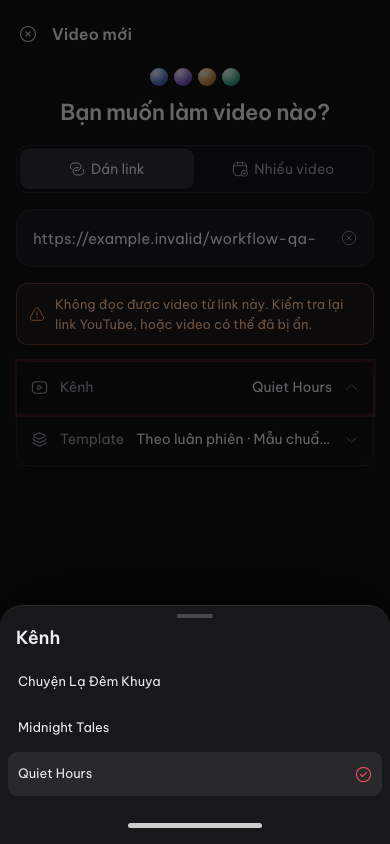 Video mới
Bạn muốn làm video nào?
Dán link
Nhiều video
https://example.invalid/workflow-qa-
Không đọc được video từ link này. Kiểm tra lại
link YouTube, hoặc video có thể đã bị ẩn.
Kênh
Quiet Hours
Template
Theo luân phiên · Mẫu chuẩ...
Kênh
Chuyện Lạ Đêm Khuya
Midnight Tales
Quiet Hours